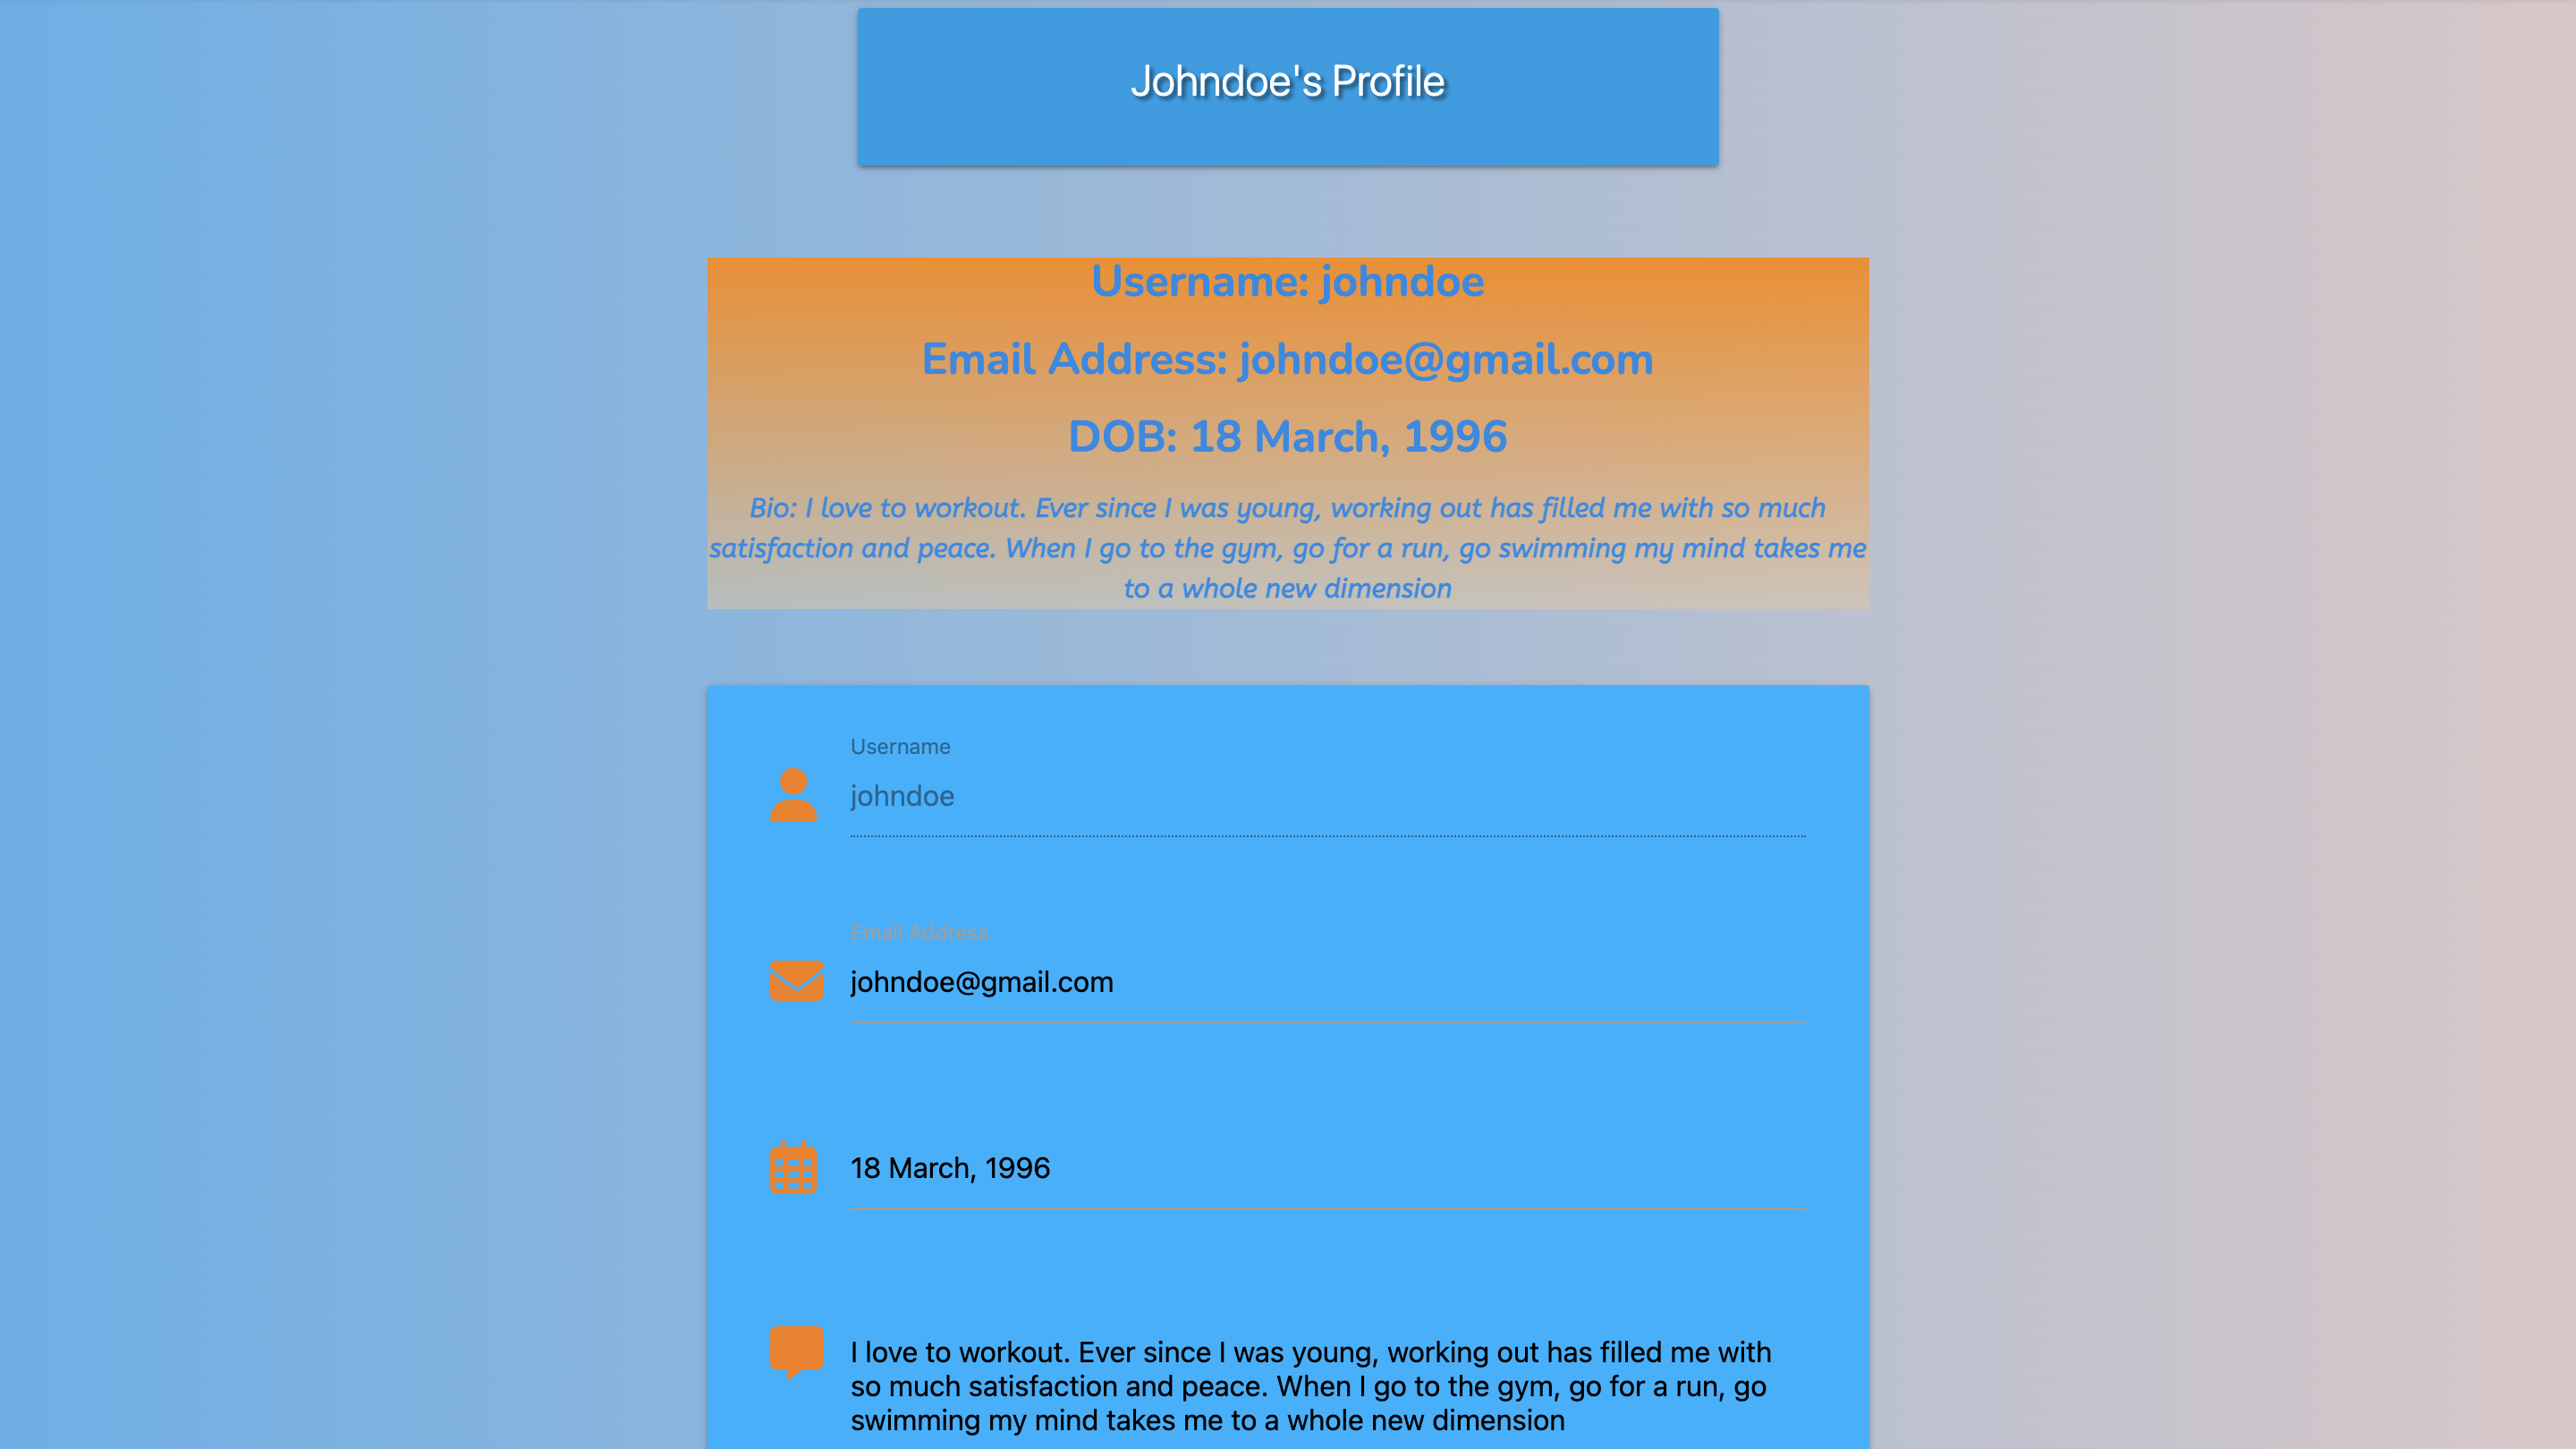 Johndoe's Profile
Username: johndoe
Email Address: johndoe@gmail.com
DOB: 18 March, 1996
Bio: I love to workout. Ever since I was young, working out has filled me with so much
satisfaction and peace. When I go to the gym, go for a run, go swimming my mind takes me
to a whole new dimension
Username
johndoe
Email Address
johndoe@gmail.com
18 March, 1996
I love to workout. Ever since I was young, working out has filled me with
so much satisfaction and peace. When I go to the gym, go for a run, go
swimming my mind takes me to a whole new dimension